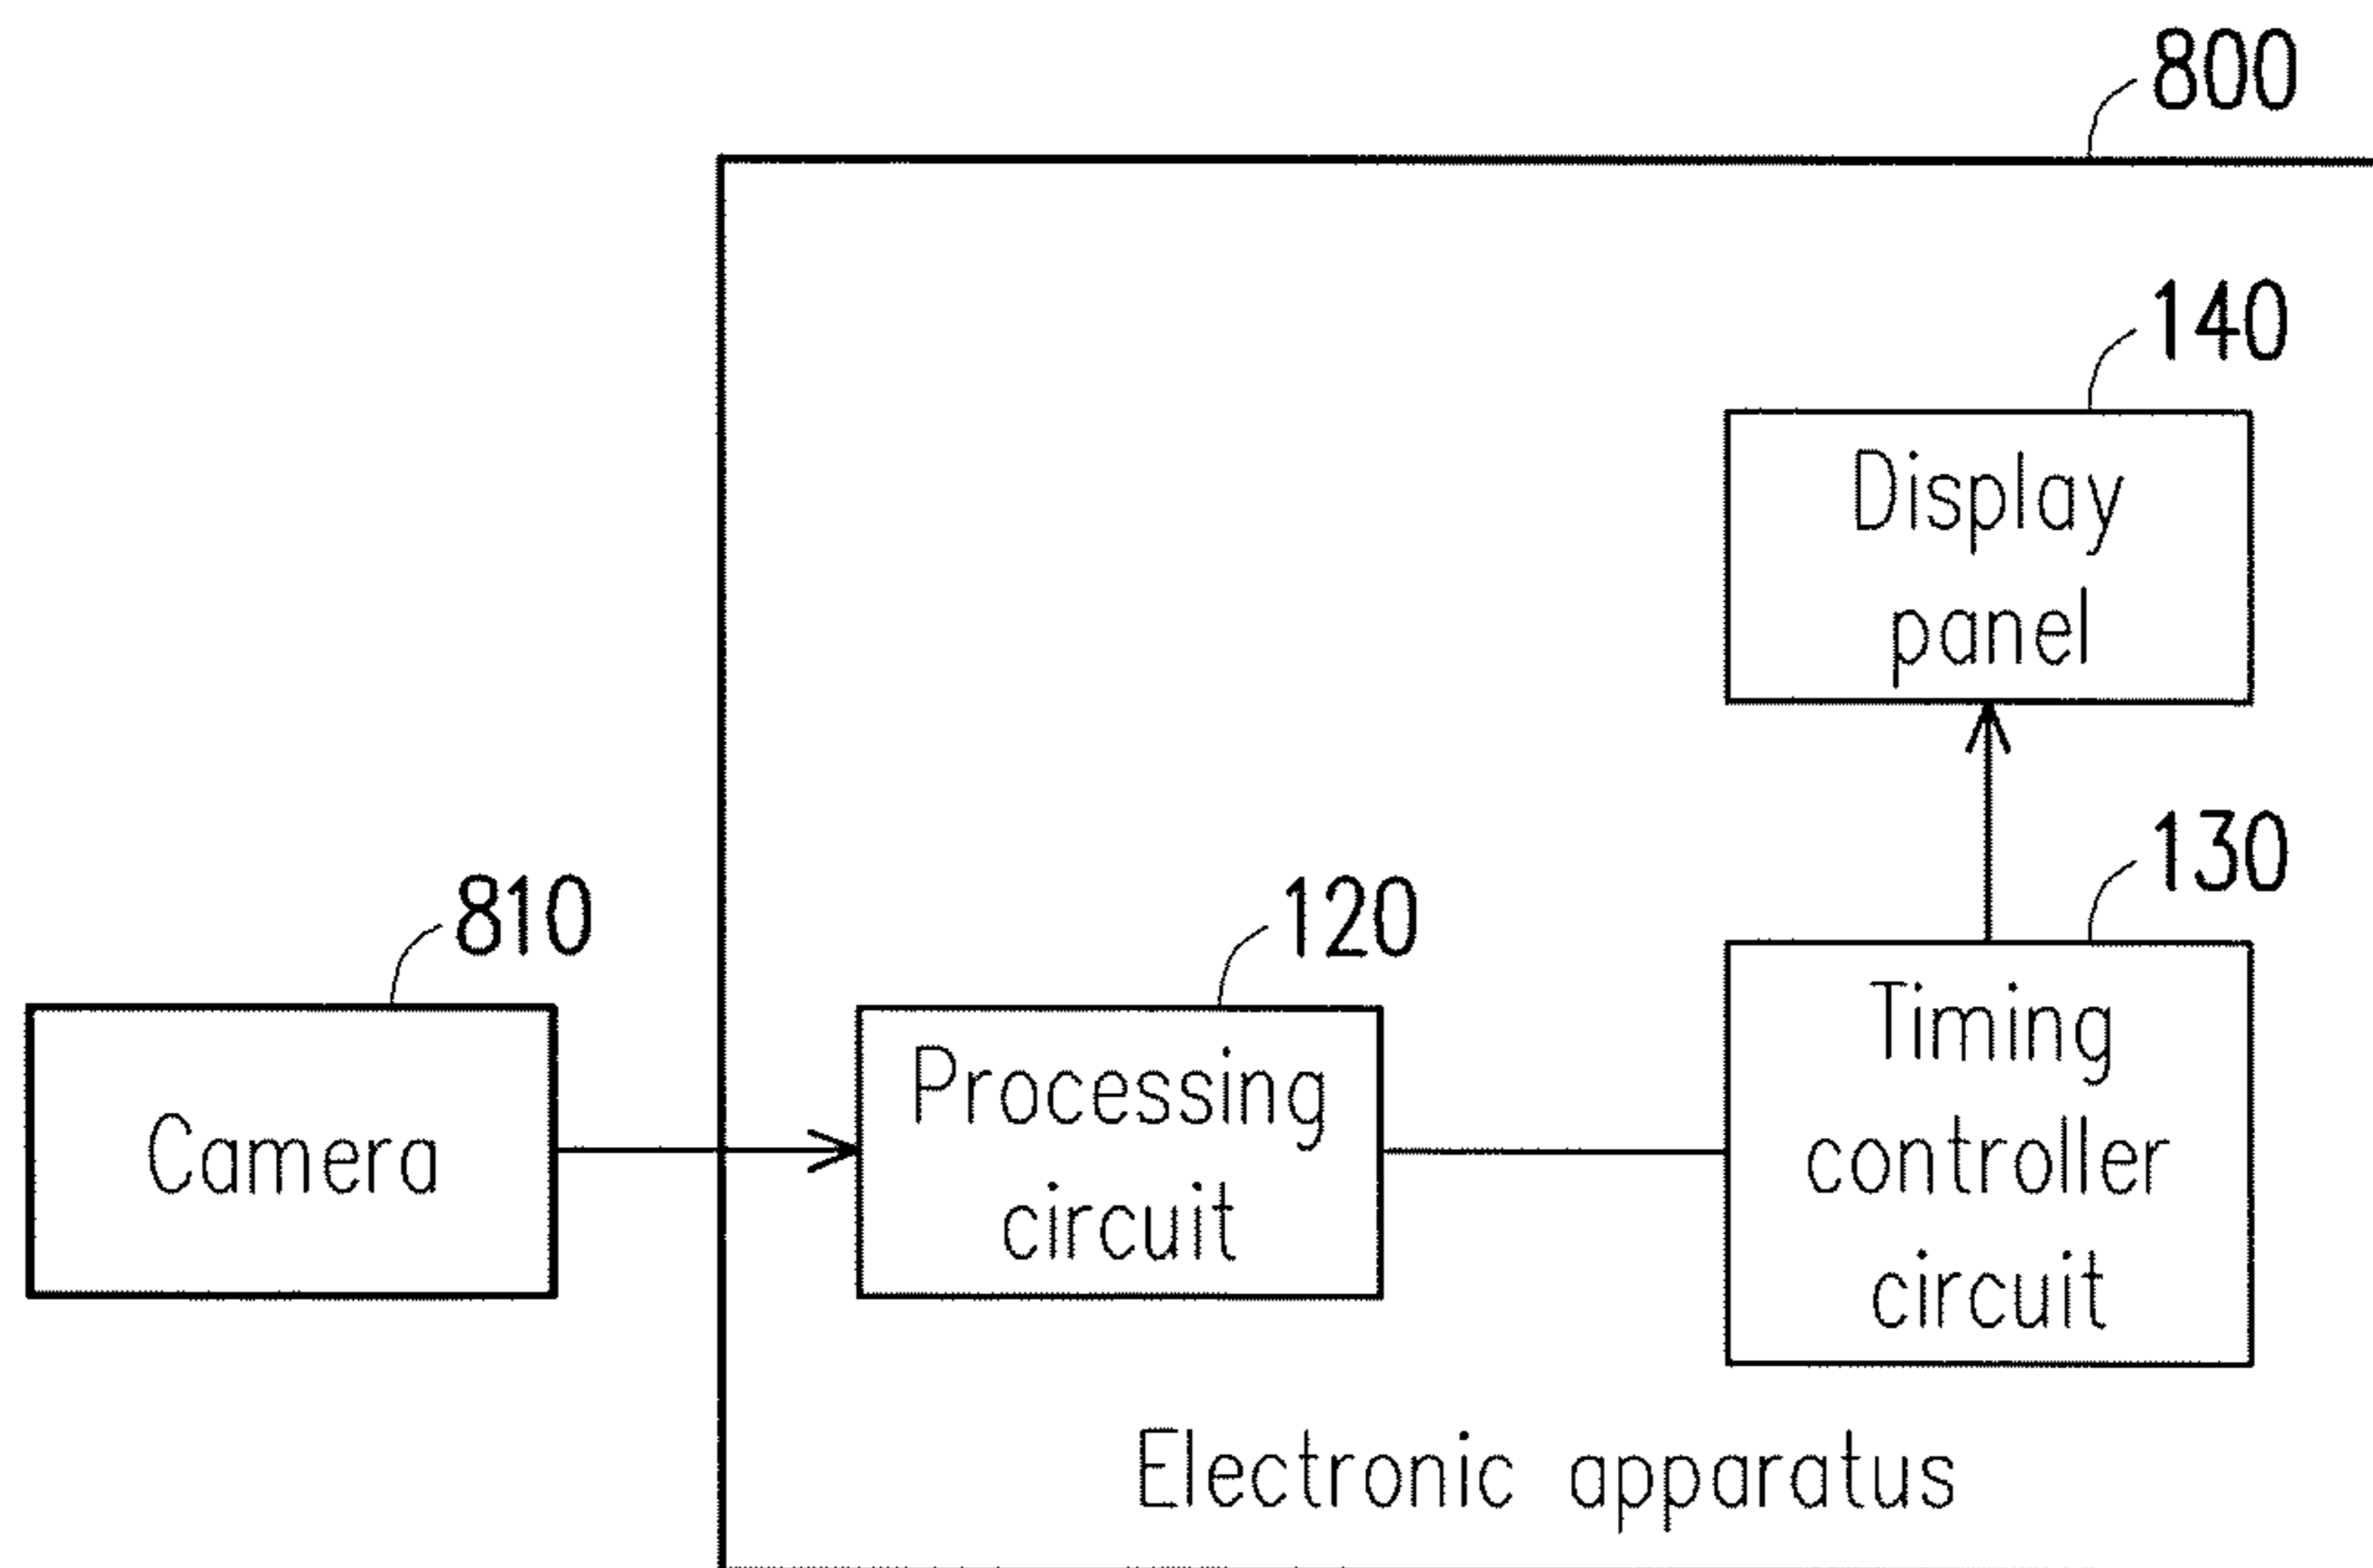 800
140
Display
panel
130
810
120
Timing
Processing
controller
Camera
circuit
circuit
Electronic apparatus